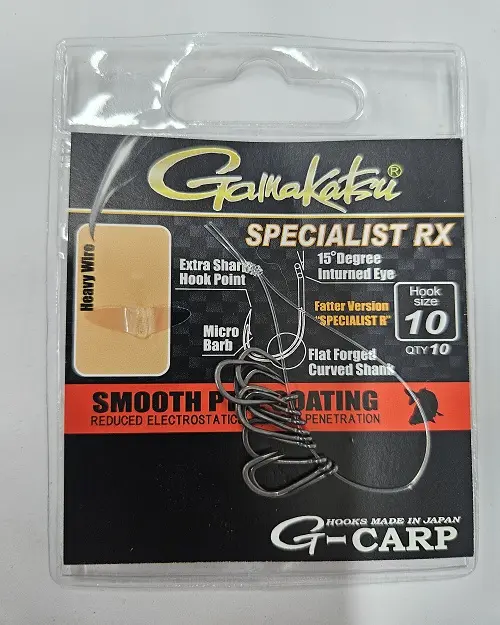 Gamakatsu®
SPECIALIST RX
Heavy Wire
Extra Sharp
Hook Point
15°Degree
Inturned Eye
Fatter Version
"SPECIALIST R"
Hook
size
10
QTY 10
Micro
Barb
Flat Forged
Curved Shank
SMOOTH COATING
REDUCED ELECTROSTATIC PENETRATION
HOOKS MADE IN JAPAN
G-CARP